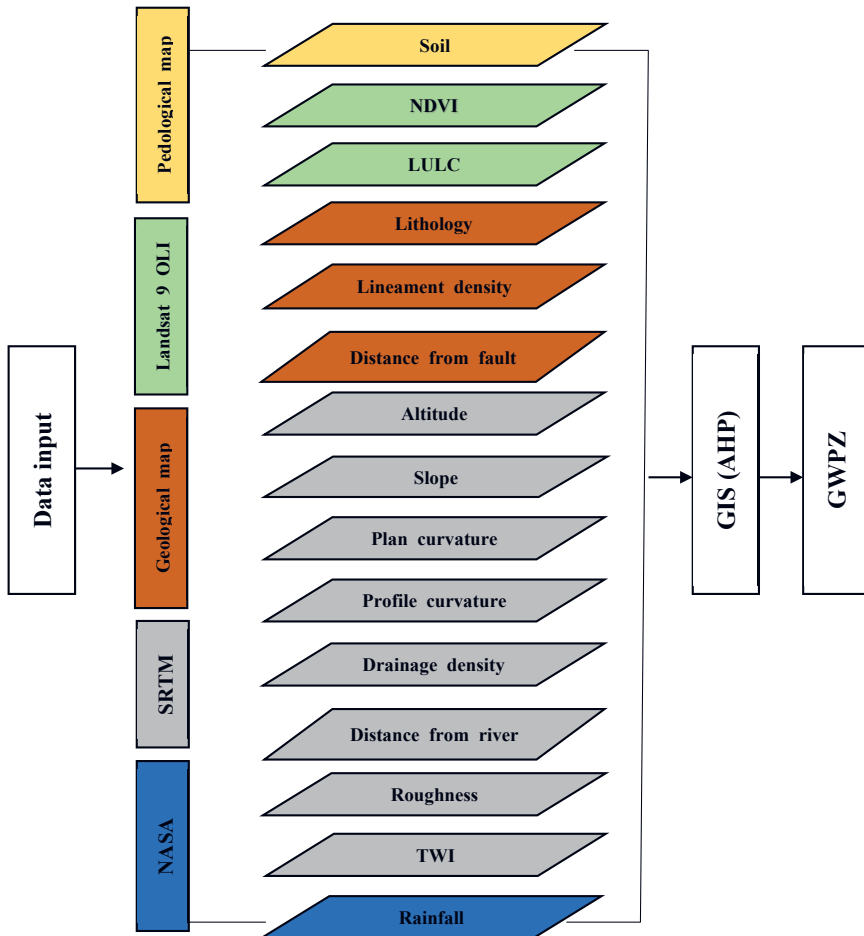 Data input
Pedological map
Landsat 9 OLI
Geological map
SRTM
NASA
Soil
NDVI
LULC
Lithology
Lineament density
Distance from fault
Altitude
Slope
Plan curvature
Profile curvature
Drainage density
Distance from river
Roughness
TWI
Rainfall
GIS (AHP)
GWPZ